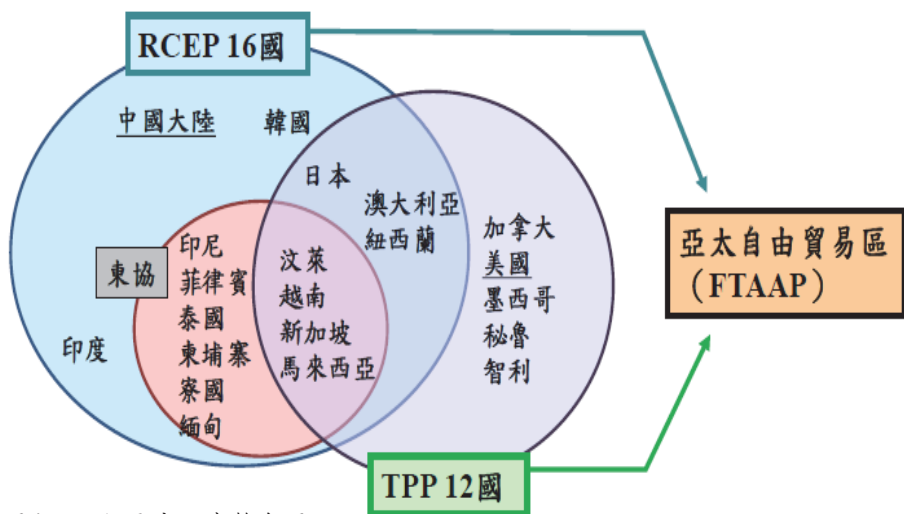 RCEP 16國
中國大陸
韓國
日本
澳大利亞
紐西蘭
東協
印尼
菲律賓
泰國
柬埔寨
寮國
緬甸
印度
汶萊
越南
新加坡
馬來西亞
加拿大
美國
墨西哥
秘魯
智利
TPP 12國
亞太自由貿易區
（FTAAP）